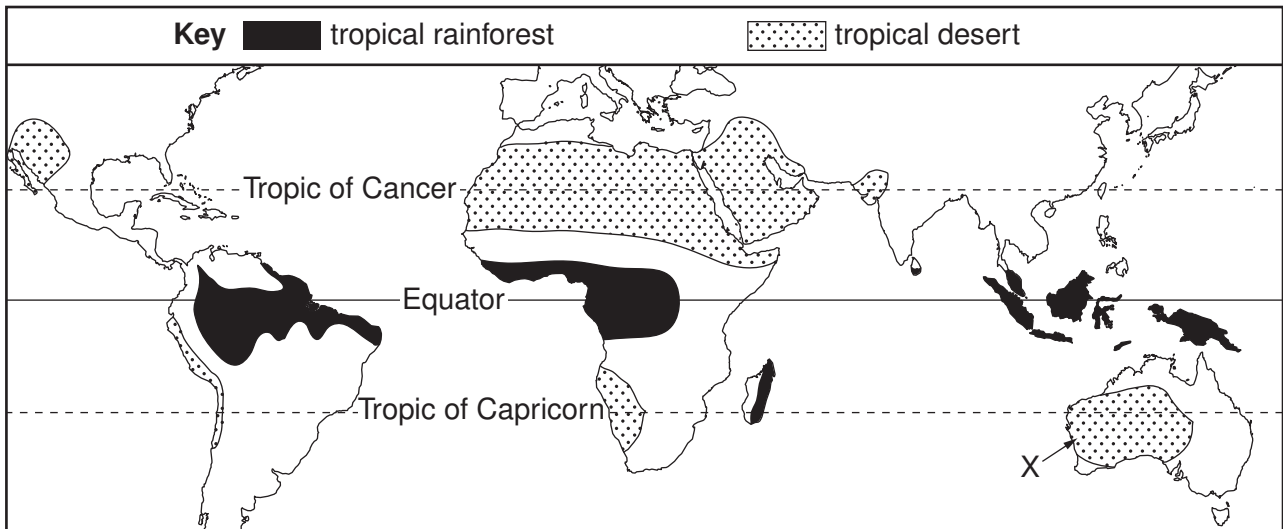 Key tropical rainforest tropical desert
Tropic of Cancer
Equator
Tropic of Capricorn
X